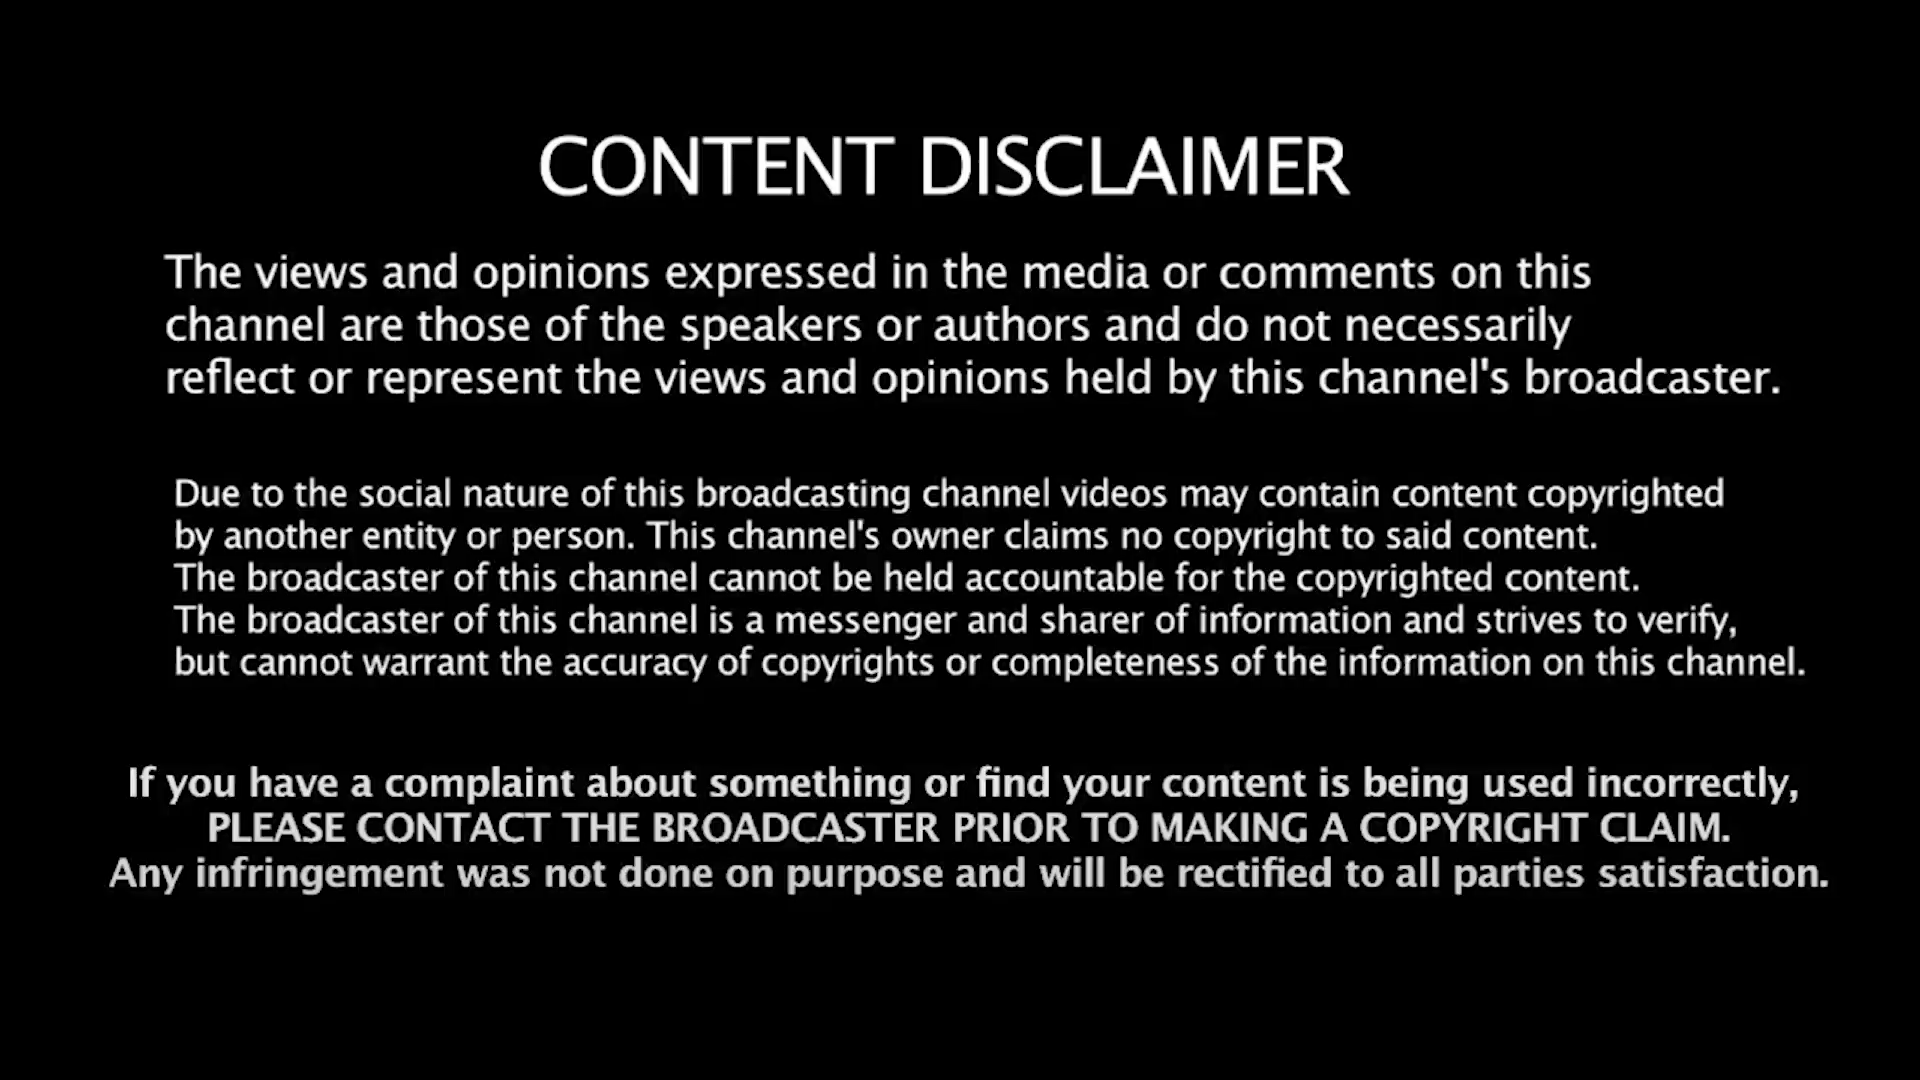 CONTENT DISCLAIMER
The views and opinions expressed in the media or comments on this
channel are those of the speakers or authors and do not necessarily
reflect or represent the views and opinions held by this channel's broadcaster.
Due to the social nature of this broadcasting channel videos may contain content copyrighted
by another entity or person. This channel's owner claims no copyright to said content.
The broadcaster of this channel cannot be held accountable for the copyrighted content.
The broadcaster of this channel is a messenger and sharer of information and strives to verify,
but cannot warrant the accuracy of copyrights or completeness of the information on this channel.
If you have a complaint about something or find your content is being used incorrectly,
PLEASE CONTACT THE BROADCASTER PRIOR TO MAKING A COPYRIGHT CLAIM.
Any infringement was not done on purpose and will be rectified to all parties satisfaction.